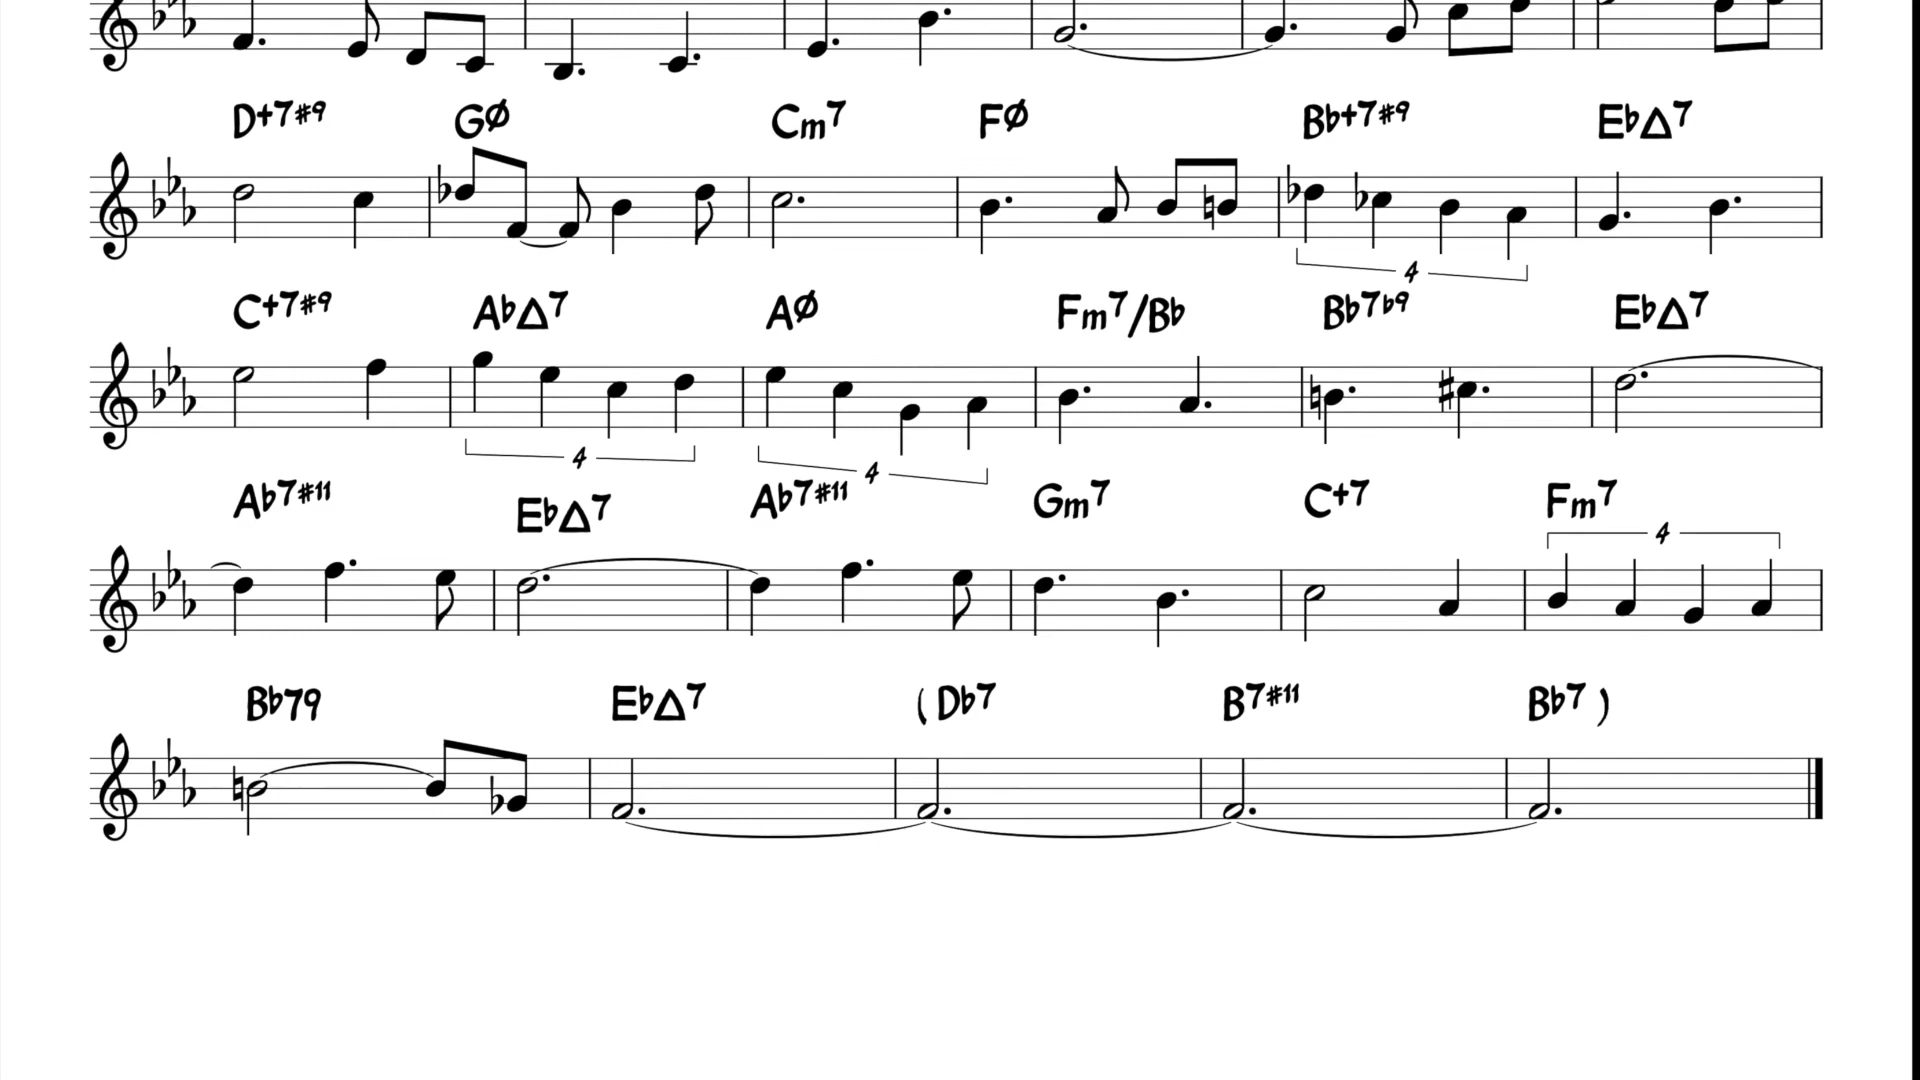 D+7#9 GØ Cm7 FØ Bb+7#9 Eb△7
4
C+7#9 Ab△7 AØ Fm7/Bb Bb7b9 Eb△7
4 4
Ab7#11 Eb△7 Ab7#11 Gm7 C+7 Fm7
4
Bb79 Eb△7 ( Db7 B7#11 Bb7 )